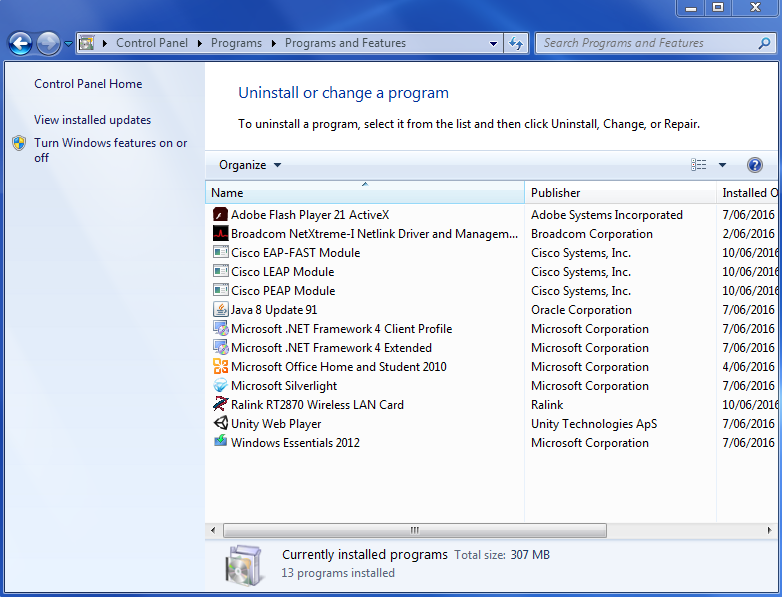 Control Panel Programs Programs and Features Search Programs and Features
Control Panel Home
View installed updates
Turn Windows features on or
off
Uninstall or change a program
To uninstall a program, select it from the list and then click Uninstall, Change, or Repair.
Organize
Name Publisher Installed O
Adobe Flash Player 21 ActiveX Adobe Systems Incorporated 7/06/2016
Broadcom NetXtreme-I Netlink Driver and Managem... Broadcom Corporation 2/06/2016
Cisco EAP-FAST Module Cisco Systems, Inc. 10/06/2016
Cisco LEAP Module Cisco Systems, Inc. 10/06/2016
Cisco PEAP Module Cisco Systems, Inc. 10/06/2016
Java 8 Update 91 Oracle Corporation 7/06/2016
Microsoft .NET Framework 4 Client Profile Microsoft Corporation 7/06/2016
Microsoft .NET Framework 4 Extended Microsoft Corporation 7/06/2016
Microsoft Office Home and Student 2010 Microsoft Corporation 4/06/2016
Microsoft Silverlight Microsoft Corporation 7/06/2016
Ralink RT2870 Wireless LAN Card Ralink 10/06/2016
Unity Web Player Unity Technologies ApS 7/06/2016
Windows Essentials 2012 Microsoft Corporation 7/06/2016
Currently installed programs Total size: 307 MB
13 programs installed